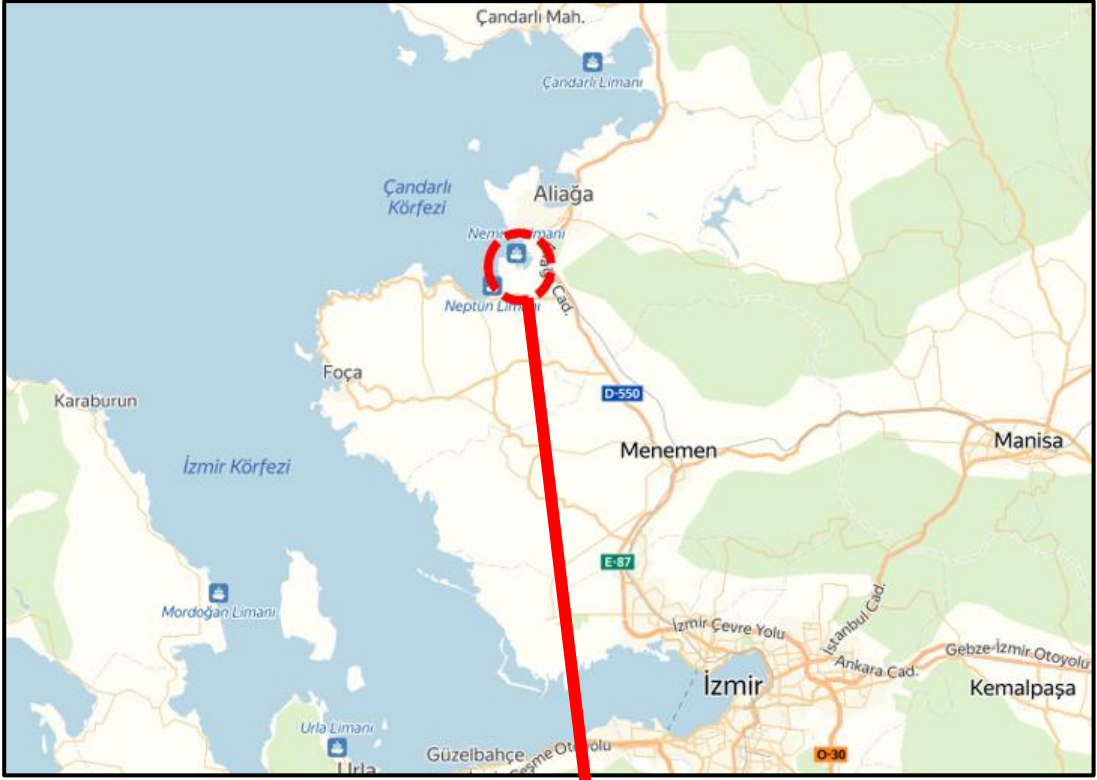 Çandarlı Mah.
Çandarlı Limanı
Çandarlı
Körfezi
Aliağa
Neptün Limanı
Cad.
Foça
Karaburun
D-550
Menemen
Manisa
İzmir Körfezi
E-87
Mordoğan Limanı
İzmir Çevre Yolu
İstanbul Cad.
Gebze-İzmir Otoyolu
Ankara Cad.
İzmir
Kemalpaşa
Urla Limanı
Güzelbahçe
O-30
Urla